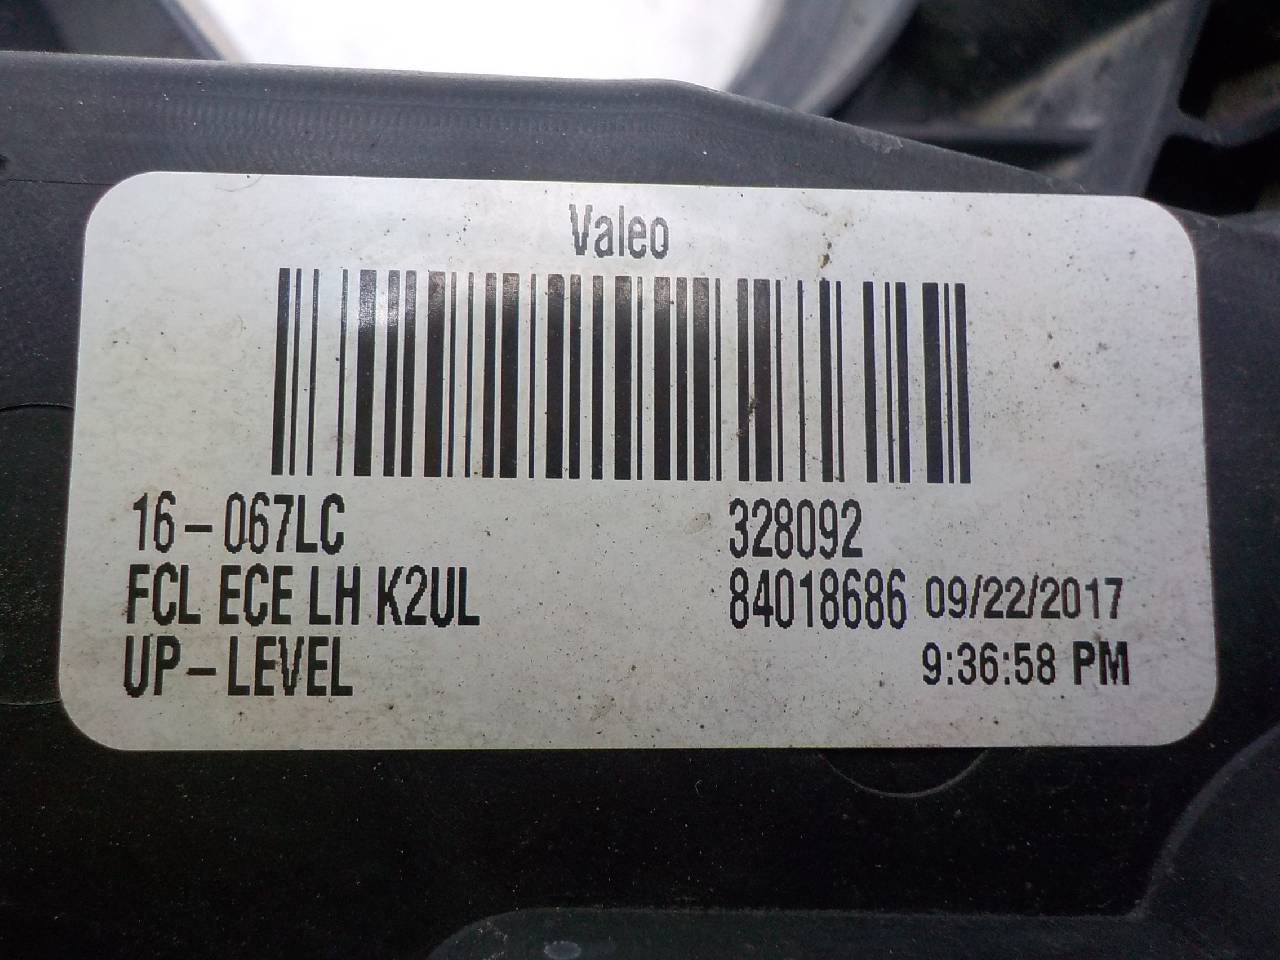 Valeo
16-067LC 328092
FCL ECE LH K2UL 84018686 09/22/2017
UP-LEVEL 9:36:58 PM